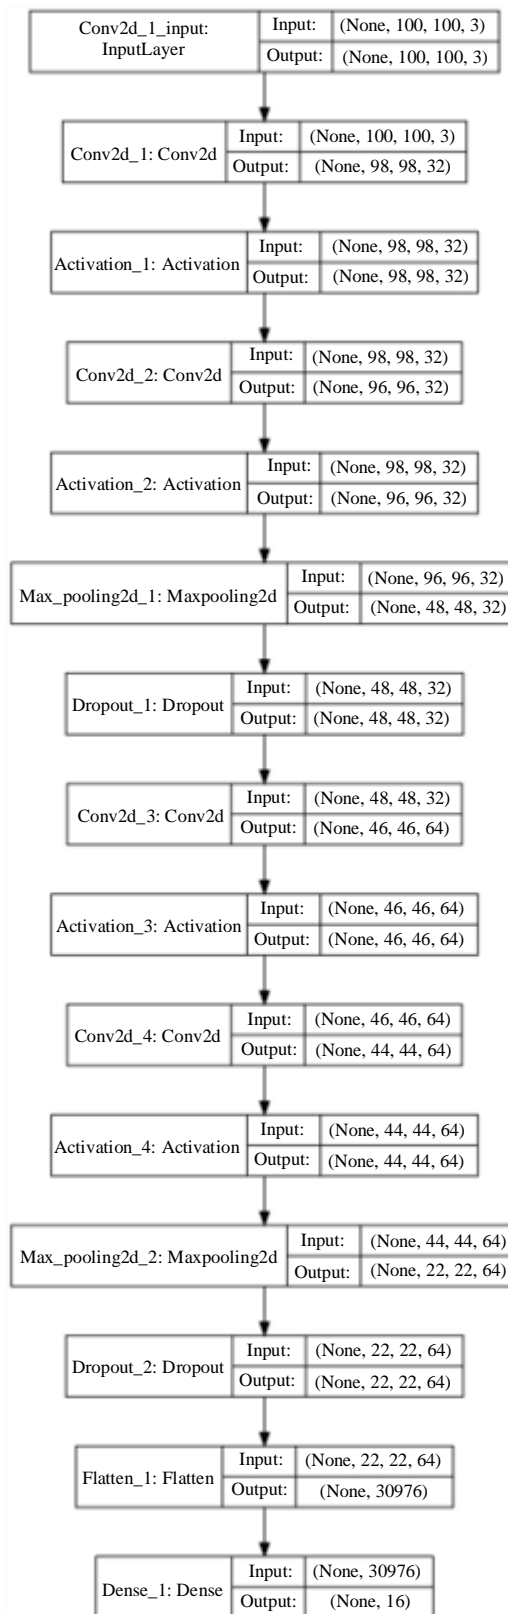 Conv2d_1_input:
InputLayer
Input: (None, 100, 100, 3)
Output: (None, 100, 100, 3)
Conv2d_1: Conv2d
Input: (None, 100, 100, 3)
Output: (None, 98, 98, 32)
Activation_1: Activation
Input: (None, 98, 98, 32)
Output: (None, 98, 98, 32)
Conv2d_2: Conv2d
Input: (None, 98, 98, 32)
Output: (None, 96, 96, 32)
Activation_2: Activation
Input: (None, 98, 98, 32)
Output: (None, 96, 96, 32)
Max_pooling2d_1: Maxpooling2d
Input: (None, 96, 96, 32)
Output: (None, 48, 48, 32)
Dropout_1: Dropout
Input: (None, 48, 48, 32)
Output: (None, 48, 48, 32)
Conv2d_3: Conv2d
Input: (None, 48, 48, 32)
Output: (None, 46, 46, 64)
Activation_3: Activation
Input: (None, 46, 46, 64)
Output: (None, 46, 46, 64)
Conv2d_4: Conv2d
Input: (None, 46, 46, 64)
Output: (None, 44, 44, 64)
Activation_4: Activation
Input: (None, 44, 44, 64)
Output: (None, 44, 44, 64)
Max_pooling2d_2: Maxpooling2d
Input: (None, 44, 44, 64)
Output: (None, 22, 22, 64)
Dropout_2: Dropout
Input: (None, 22, 22, 64)
Output: (None, 22, 22, 64)
Flatten_1: Flatten
Input: (None, 22, 22, 64)
Output: (None, 30976)
Dense_1: Dense
Input: (None, 30976)
Output: (None, 16)